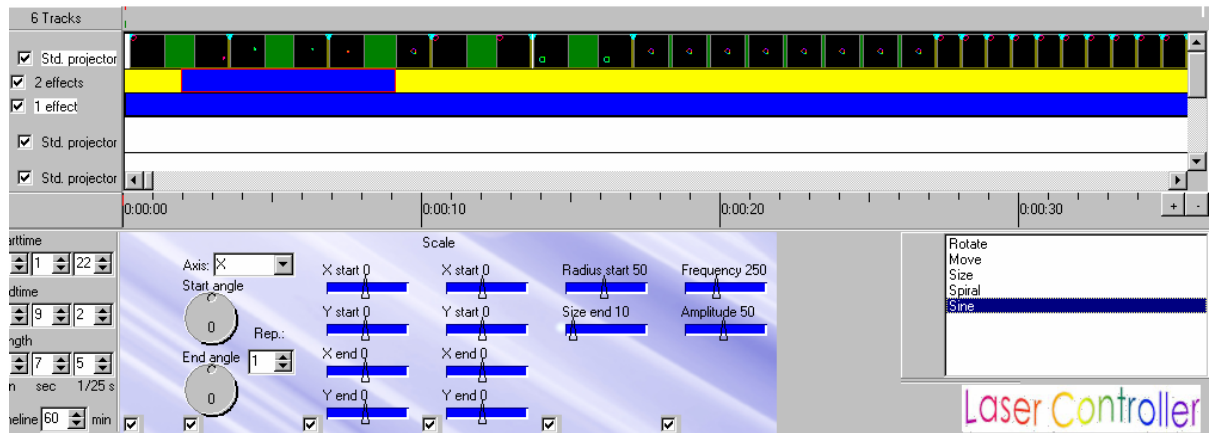 6 Tracks
Std. projector
2 effects
1 effect
Std. projector
Std. projector
0:00:00 0:00:10 0:00:20 0:00:30 + -
arttime
1 22
dtime
9 2
ngth
7 5
n sec 1/25 s
neline 60 min
Axis: X
Start angle
0
Rep.:
End angle 1
0
Scale
X start 0 X start 0 Radius start 50 Frequency 250
Y start 0 Y start 0 Size end 10 Amplitude 50
X end 0 X end 0
Y end 0 Y end 0
Rotate
Move
Size
Spiral
Sine
Laser Controller